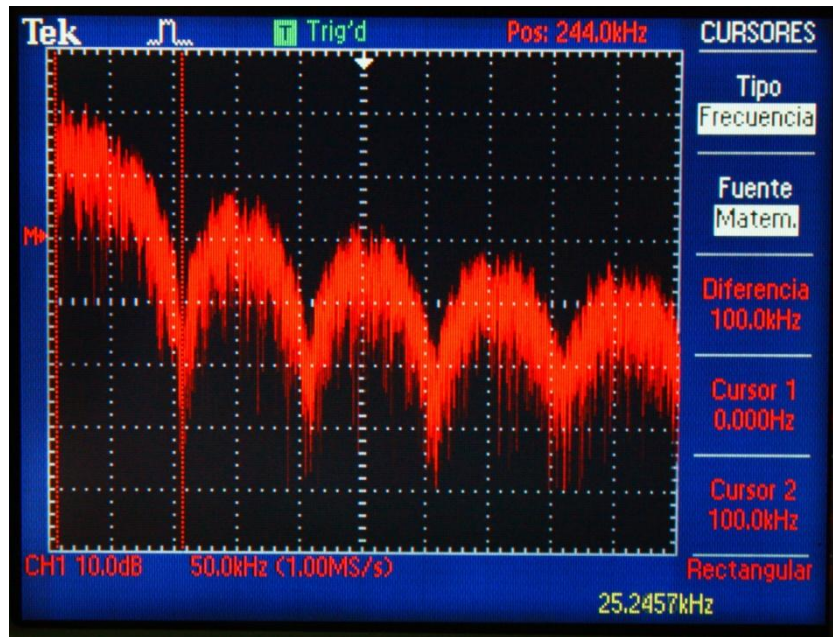 Tek T Trig'd Pos: 244.0kHz CURSORES
Tipo
Frecuencia
Fuente
Matem.
M
Diferencia
100.0kHz
Cursor 1
0.000Hz
Cursor 2
100.0kHz
CH1 10.0dB 50.0kHz (1.00MS/s) Rectangular
25.2457kHz